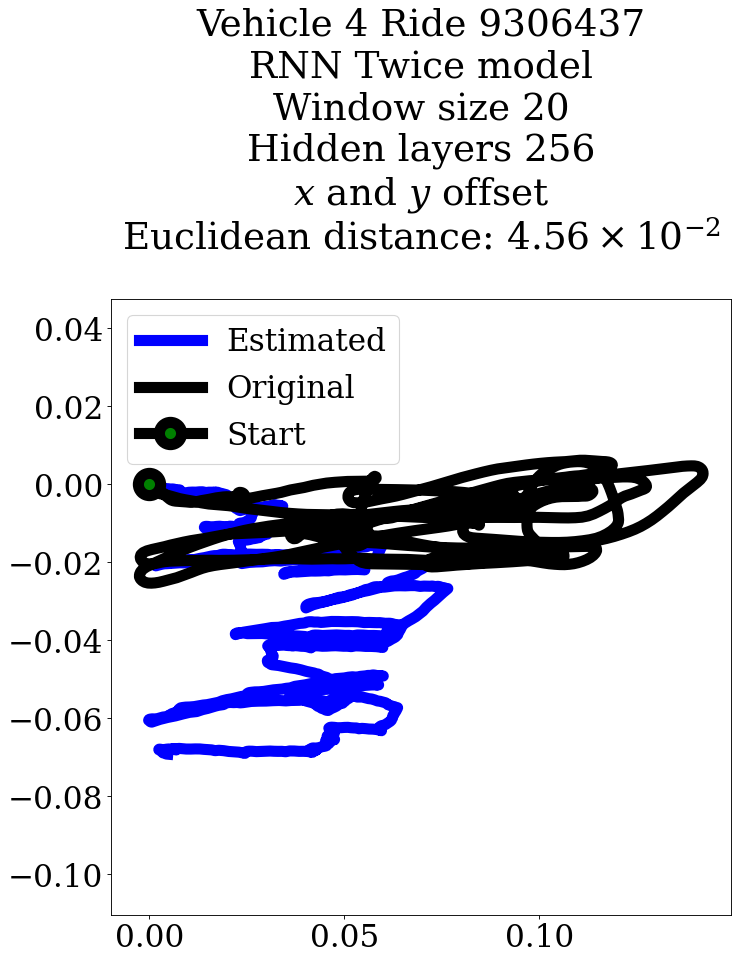 Vehicle 4 Ride 9306437
RNN Twice model
Window size 20
Hidden layers 256
x and y offset
Euclidean distance: 4.56 × 10⁻²
Estimated
Original
Start
0.04
0.02
0.00
−0.02
−0.04
−0.06
−0.08
−0.10
0.00 0.05 0.10